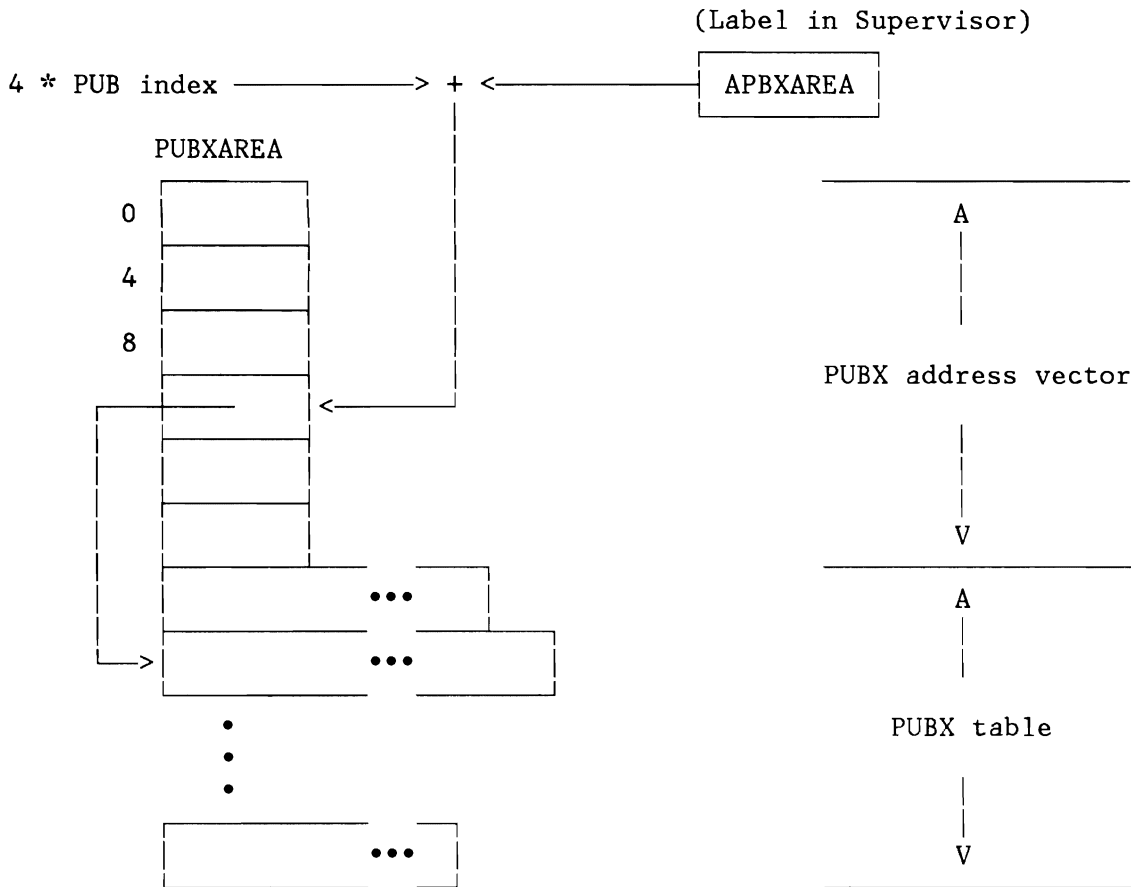 (Label in Supervisor)
4 * PUB index ———> + <——— APBXAREA
PUBXAREA
0
A
4
8
PUBX address vector
V
•••
A
•••
PUBX table
•••
V